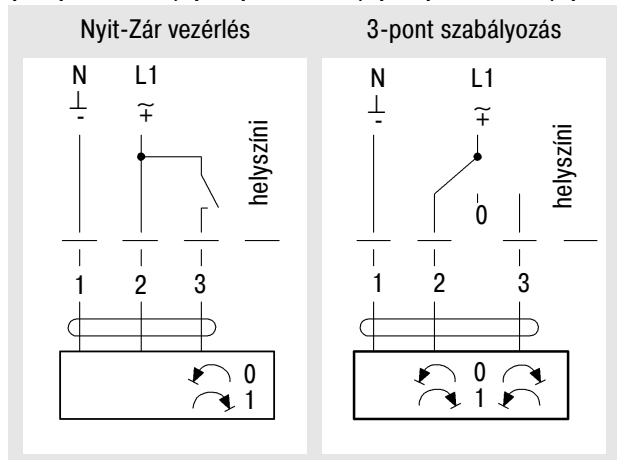 Nyit-Zár vezérlés
N L1
⊥ ≂
- +
helyszíni
1 2 3
0
1
3-pont szabályozás
N L1
⊥ ≂
- +
helyszíni
0
1 2 3
0
1